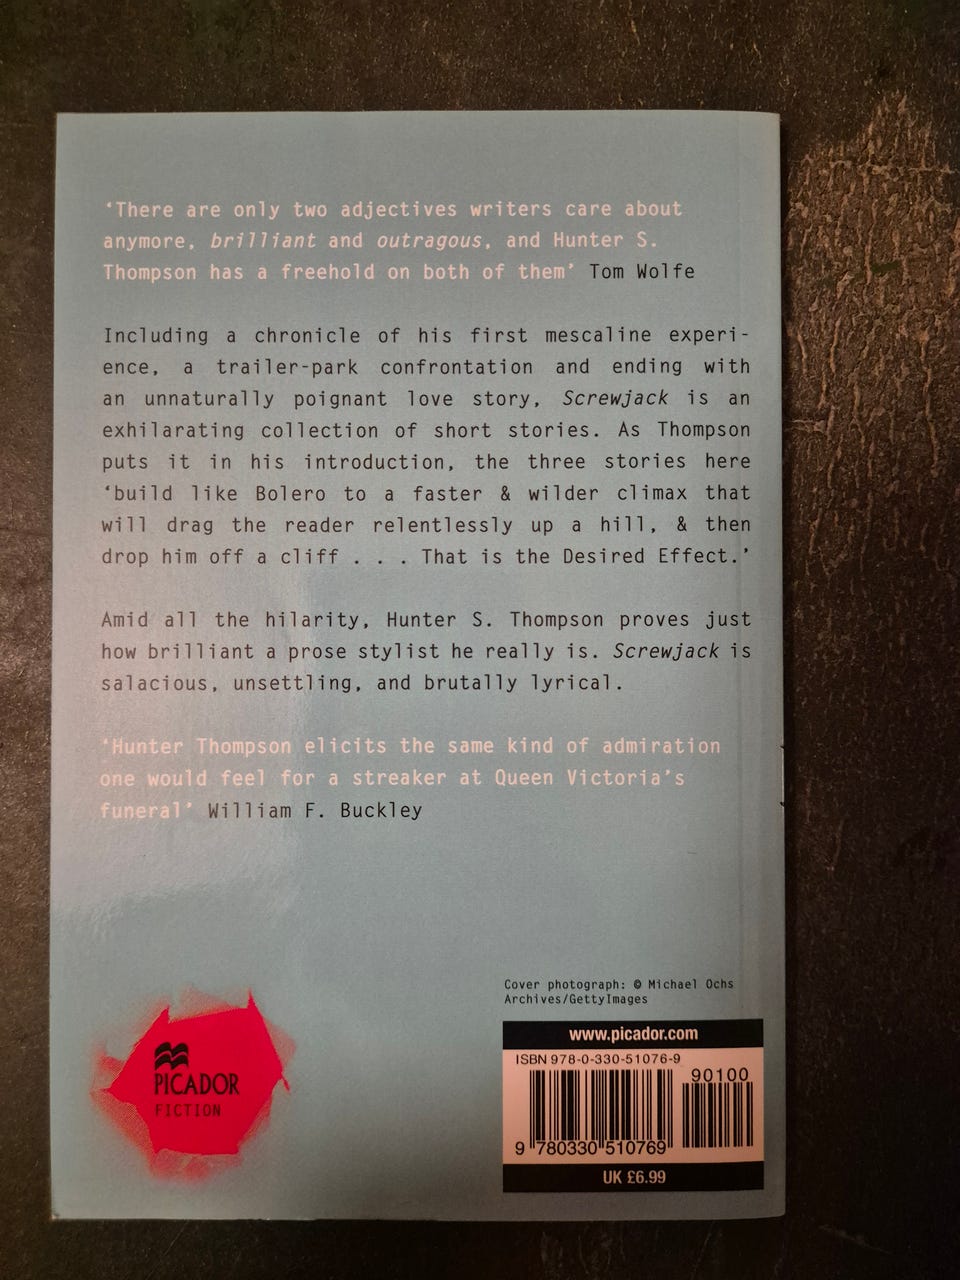 ‘There are only two adjectives writers care about
anymore, brilliant and outragous, and Hunter S.
Thompson has a freehold on both of them’ Tom Wolfe
Including a chronicle of his first mescaline experi-
ence, a trailer-park confrontation and ending with
an unnaturally poignant love story, Screwjack is an
exhilarating collection of short stories. As Thompson
puts it in his introduction, the three stories here
‘build like Bolero to a faster & wilder climax that
will drag the reader relentlessly up a hill, & then
drop him off a cliff . . . That is the Desired Effect.’
Amid all the hilarity, Hunter S. Thompson proves just
how brilliant a prose stylist he really is. Screwjack is
salacious, unsettling, and brutally lyrical.
‘Hunter Thompson elicits the same kind of admiration
one would feel for a streaker at Queen Victoria’s
funeral’ William F. Buckley
Cover photograph: © Michael Ochs
Archives/GettyImages
PICADOR
FICTION
www.picador.com
ISBN 978-0-330-51076-9
90100
9 780330 510769
UK £6.99